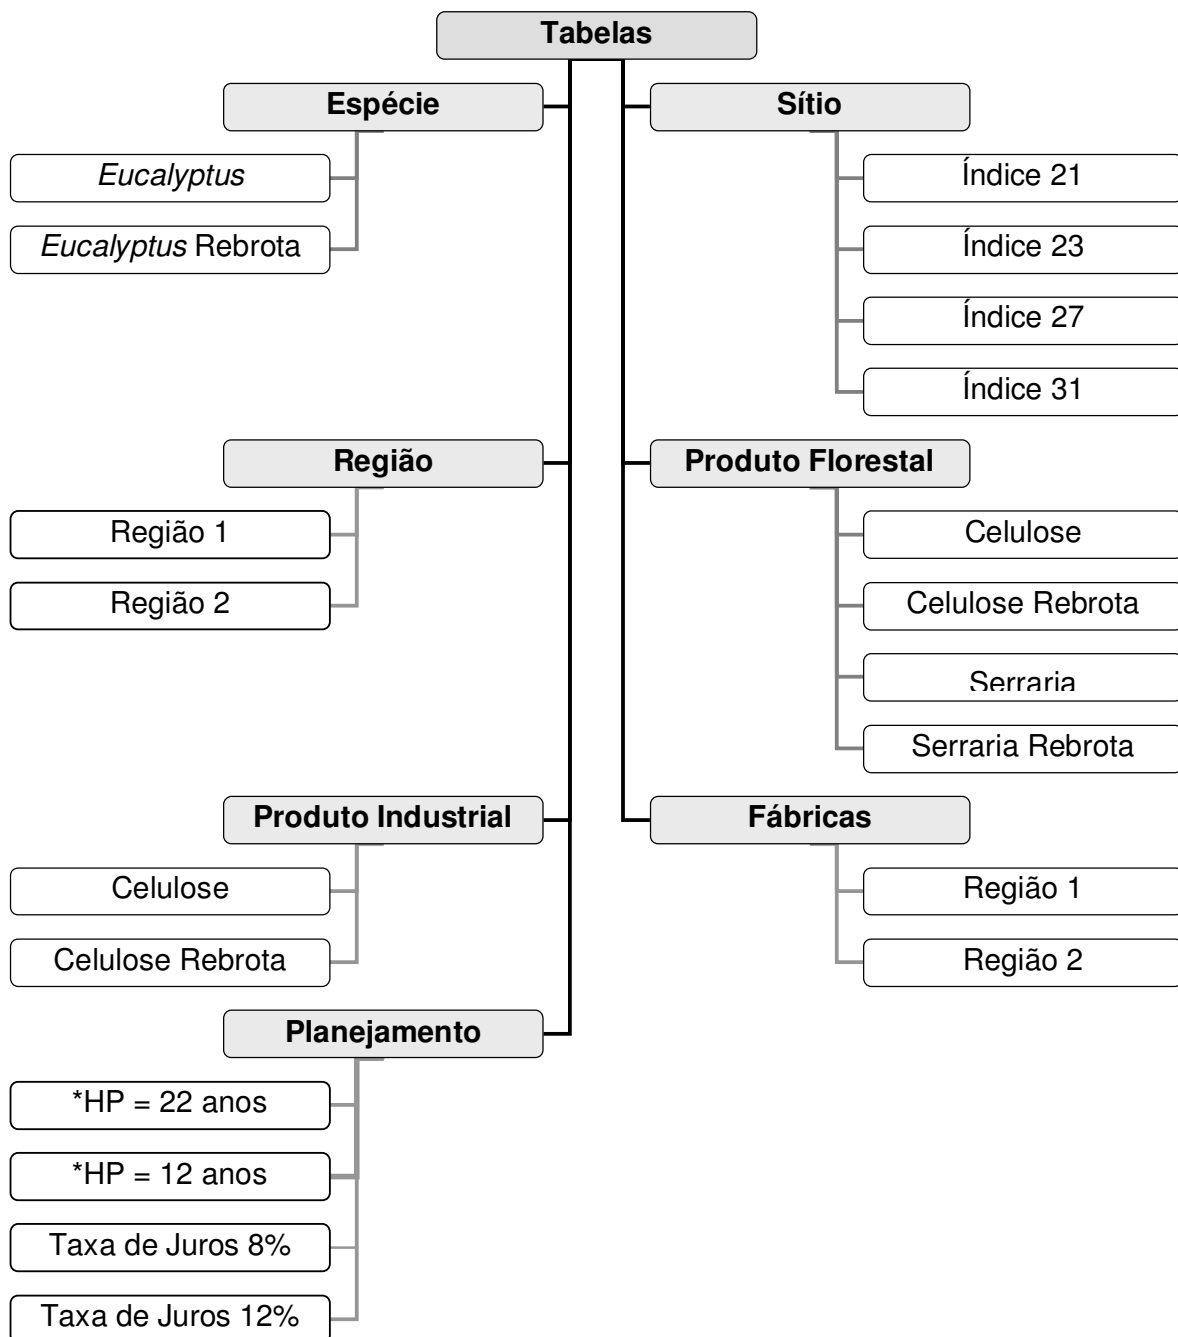 Tabelas
Espécie
Eucalyptus
Eucalyptus Rebrota
Sítio
Índice 21
Índice 23
Índice 27
Índice 31
Região
Região 1
Região 2
Produto Florestal
Celulose
Celulose Rebrota
Serraria
Serraria Rebrota
Produto Industrial
Celulose
Celulose Rebrota
Fábricas
Região 1
Região 2
Planejamento
*HP = 22 anos
*HP = 12 anos
Taxa de Juros 8%
Taxa de Juros 12%